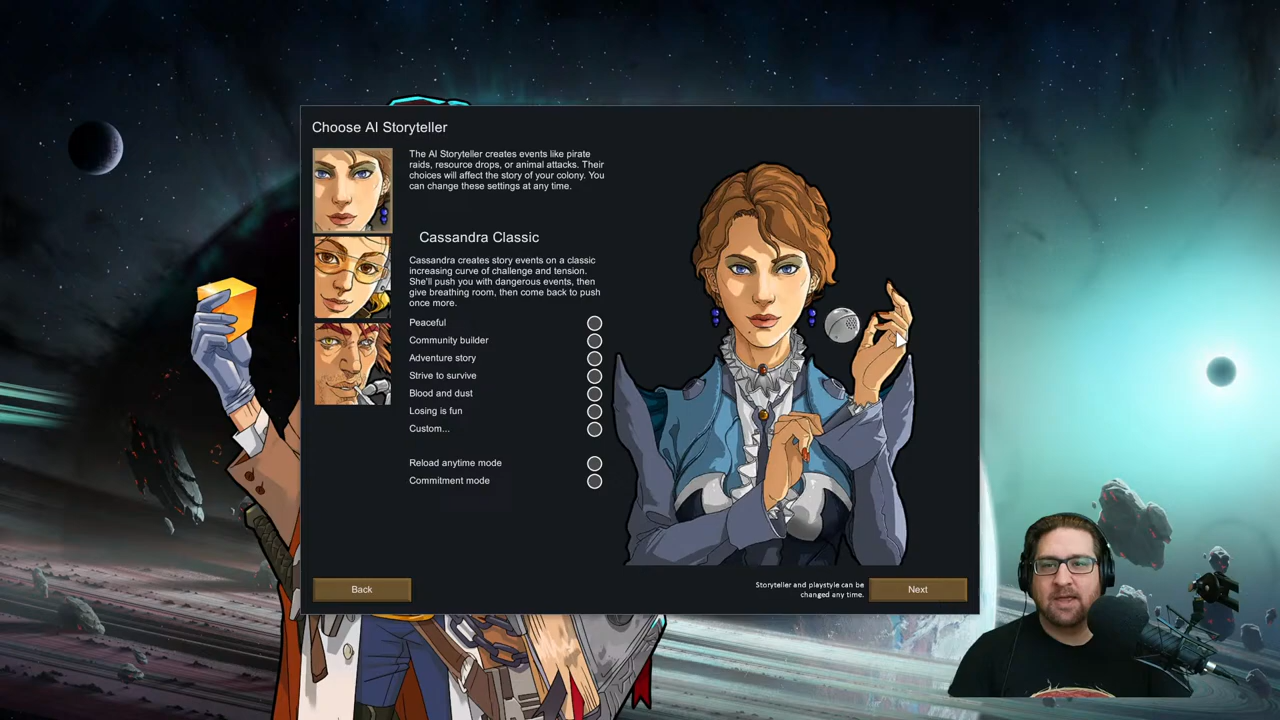 Choose AI Storyteller
The AI Storyteller creates events like pirate
raids, resource drops, or animal attacks. Their
choices will affect the story of your colony. You
can change these settings at any time.
Cassandra Classic
Cassandra creates story events on a classic
increasing curve of challenge and tension.
She'll push you with dangerous events, then
give breathing room, then come back to push
once more.
Peaceful
Community builder
Adventure story
Strive to survive
Blood and dust
Losing is fun
Custom...
Reload anytime mode
Commitment mode
Back
Storyteller and playstyle can be
changed any time.
Next